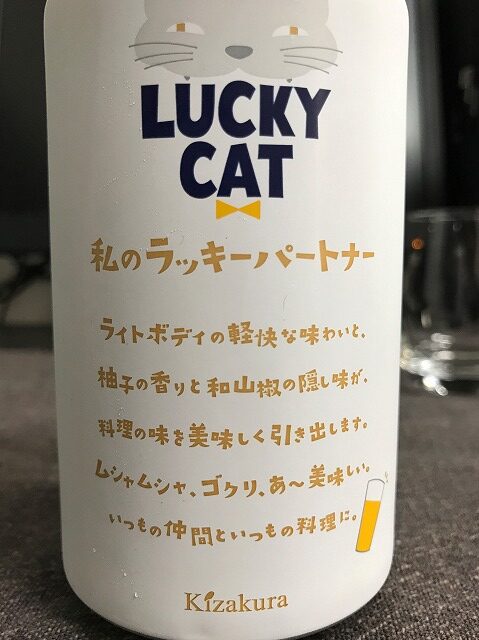 LUCKY
CAT
私のラッキーパートナー
ライトボディの軽快な味わいと、
柚子の香りと和山椒の隠し味が、
料理の味を美味しく引き出します。
ムシャムシャ、ゴクリ、あ〜美味しい。
いつもの仲間といつもの料理に。
Kizakura